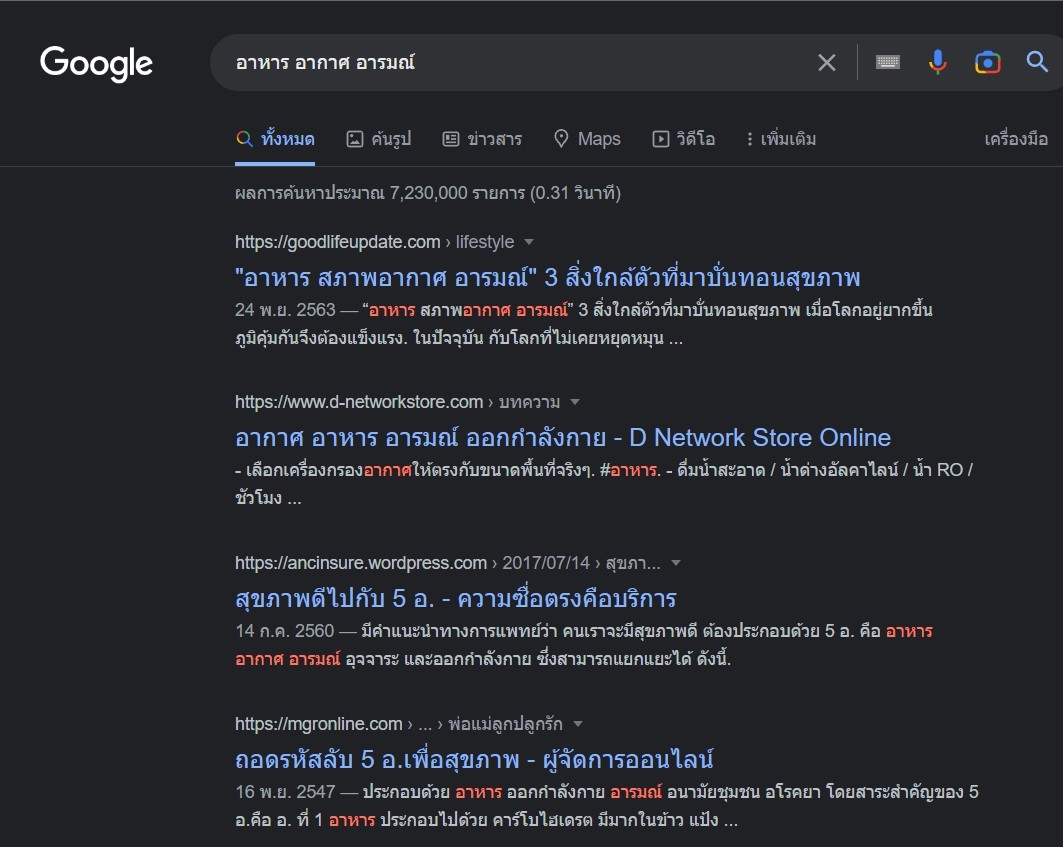 Google
อาหาร อากาศ อารมณ์
ทั้งหมด ค้นรูป ข่าวสาร Maps วิดีโอ เพิ่มเติม เครื่องมือ
ผลการค้นหาประมาณ 7,230,000 รายการ (0.31 วินาที)
https://goodlifeupdate.com › lifestyle
"อาหาร สภาพอากาศ อารมณ์" 3 สิ่งใกล้ตัวที่มาบั่นทอนสุขภาพ
24 พ.ย. 2563 — “อาหาร สภาพอากาศ อารมณ์” 3 สิ่งใกล้ตัวที่มาบั่นทอนสุขภาพ เมื่อโลกอยู่ยากขึ้น
ภูมิคุ้มกันจึงต้องแข็งแรง. ในปัจจุบัน กับโลกที่ไม่เคยหยุดหมุน ...
https://www.d-networkstore.com › บทความ
อากาศ อาหาร อารมณ์ ออกกำลังกาย - D Network Store Online
- เลือกเครื่องกรองอากาศให้ตรงกับขนาดพื้นที่จริงๆ. #อาหาร. - ดื่มน้ำสะอาด / น้ำด่างอัลคาไลน์ / น้ำ RO /
ชัวโมง ...
https://ancinsure.wordpress.com › 2017/07/14 › สุขภา...
สุขภาพดีไปกับ 5 อ. - ความซื่อตรงคือบริการ
14 ก.ค. 2560 — มีคำแนะนำทางการแพทย์ว่า คนเราจะมีสุขภาพดี ต้องประกอบด้วย 5 อ. คือ อาหาร
อากาศ อารมณ์ อุจจาระ และออกกำลังกาย ซึ่งสามารถแยกแยะได้ ดังนี้.
https://mgronline.com › ... › พ่อแม่ลูกปลูกรัก
ถอดรหัสลับ 5 อ.เพื่อสุขภาพ - ผู้จัดการออนไลน์
16 พ.ย. 2547 — ประกอบด้วย อาหาร ออกกำลังกาย อารมณ์ อนามัยชุมชน อโรคยา โดยสาระสำคัญของ 5
อ.คือ อ. ที่ 1 อาหาร ประกอบไปด้วย คาร์โบไฮเดรต มีมากในข้าว แป้ง ...